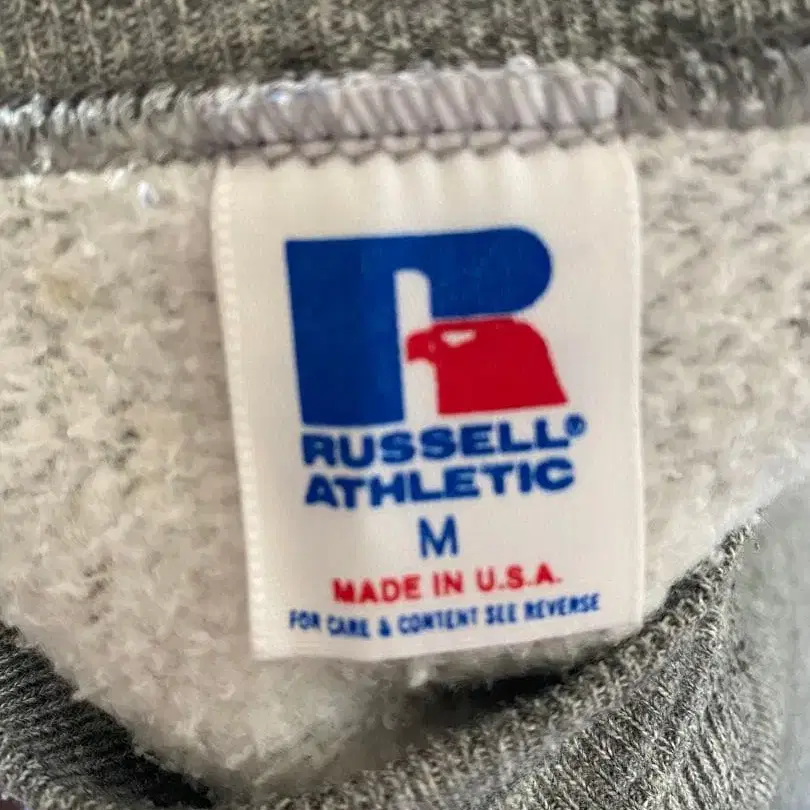 RUSSELL®
ATHLETIC
M
MADE IN U.S.A.
FOR CARE & CONTENT SEE REVERSE